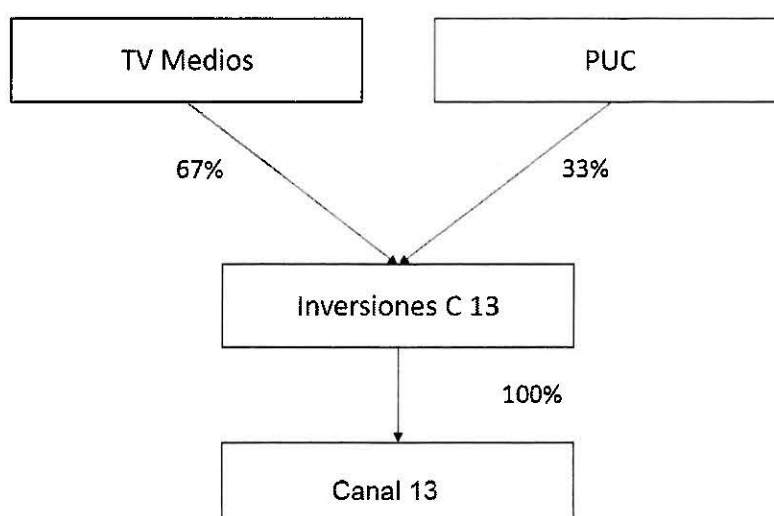 TV Medios
PUC
67%
33%
Inversiones C 13
100%
Canal 13